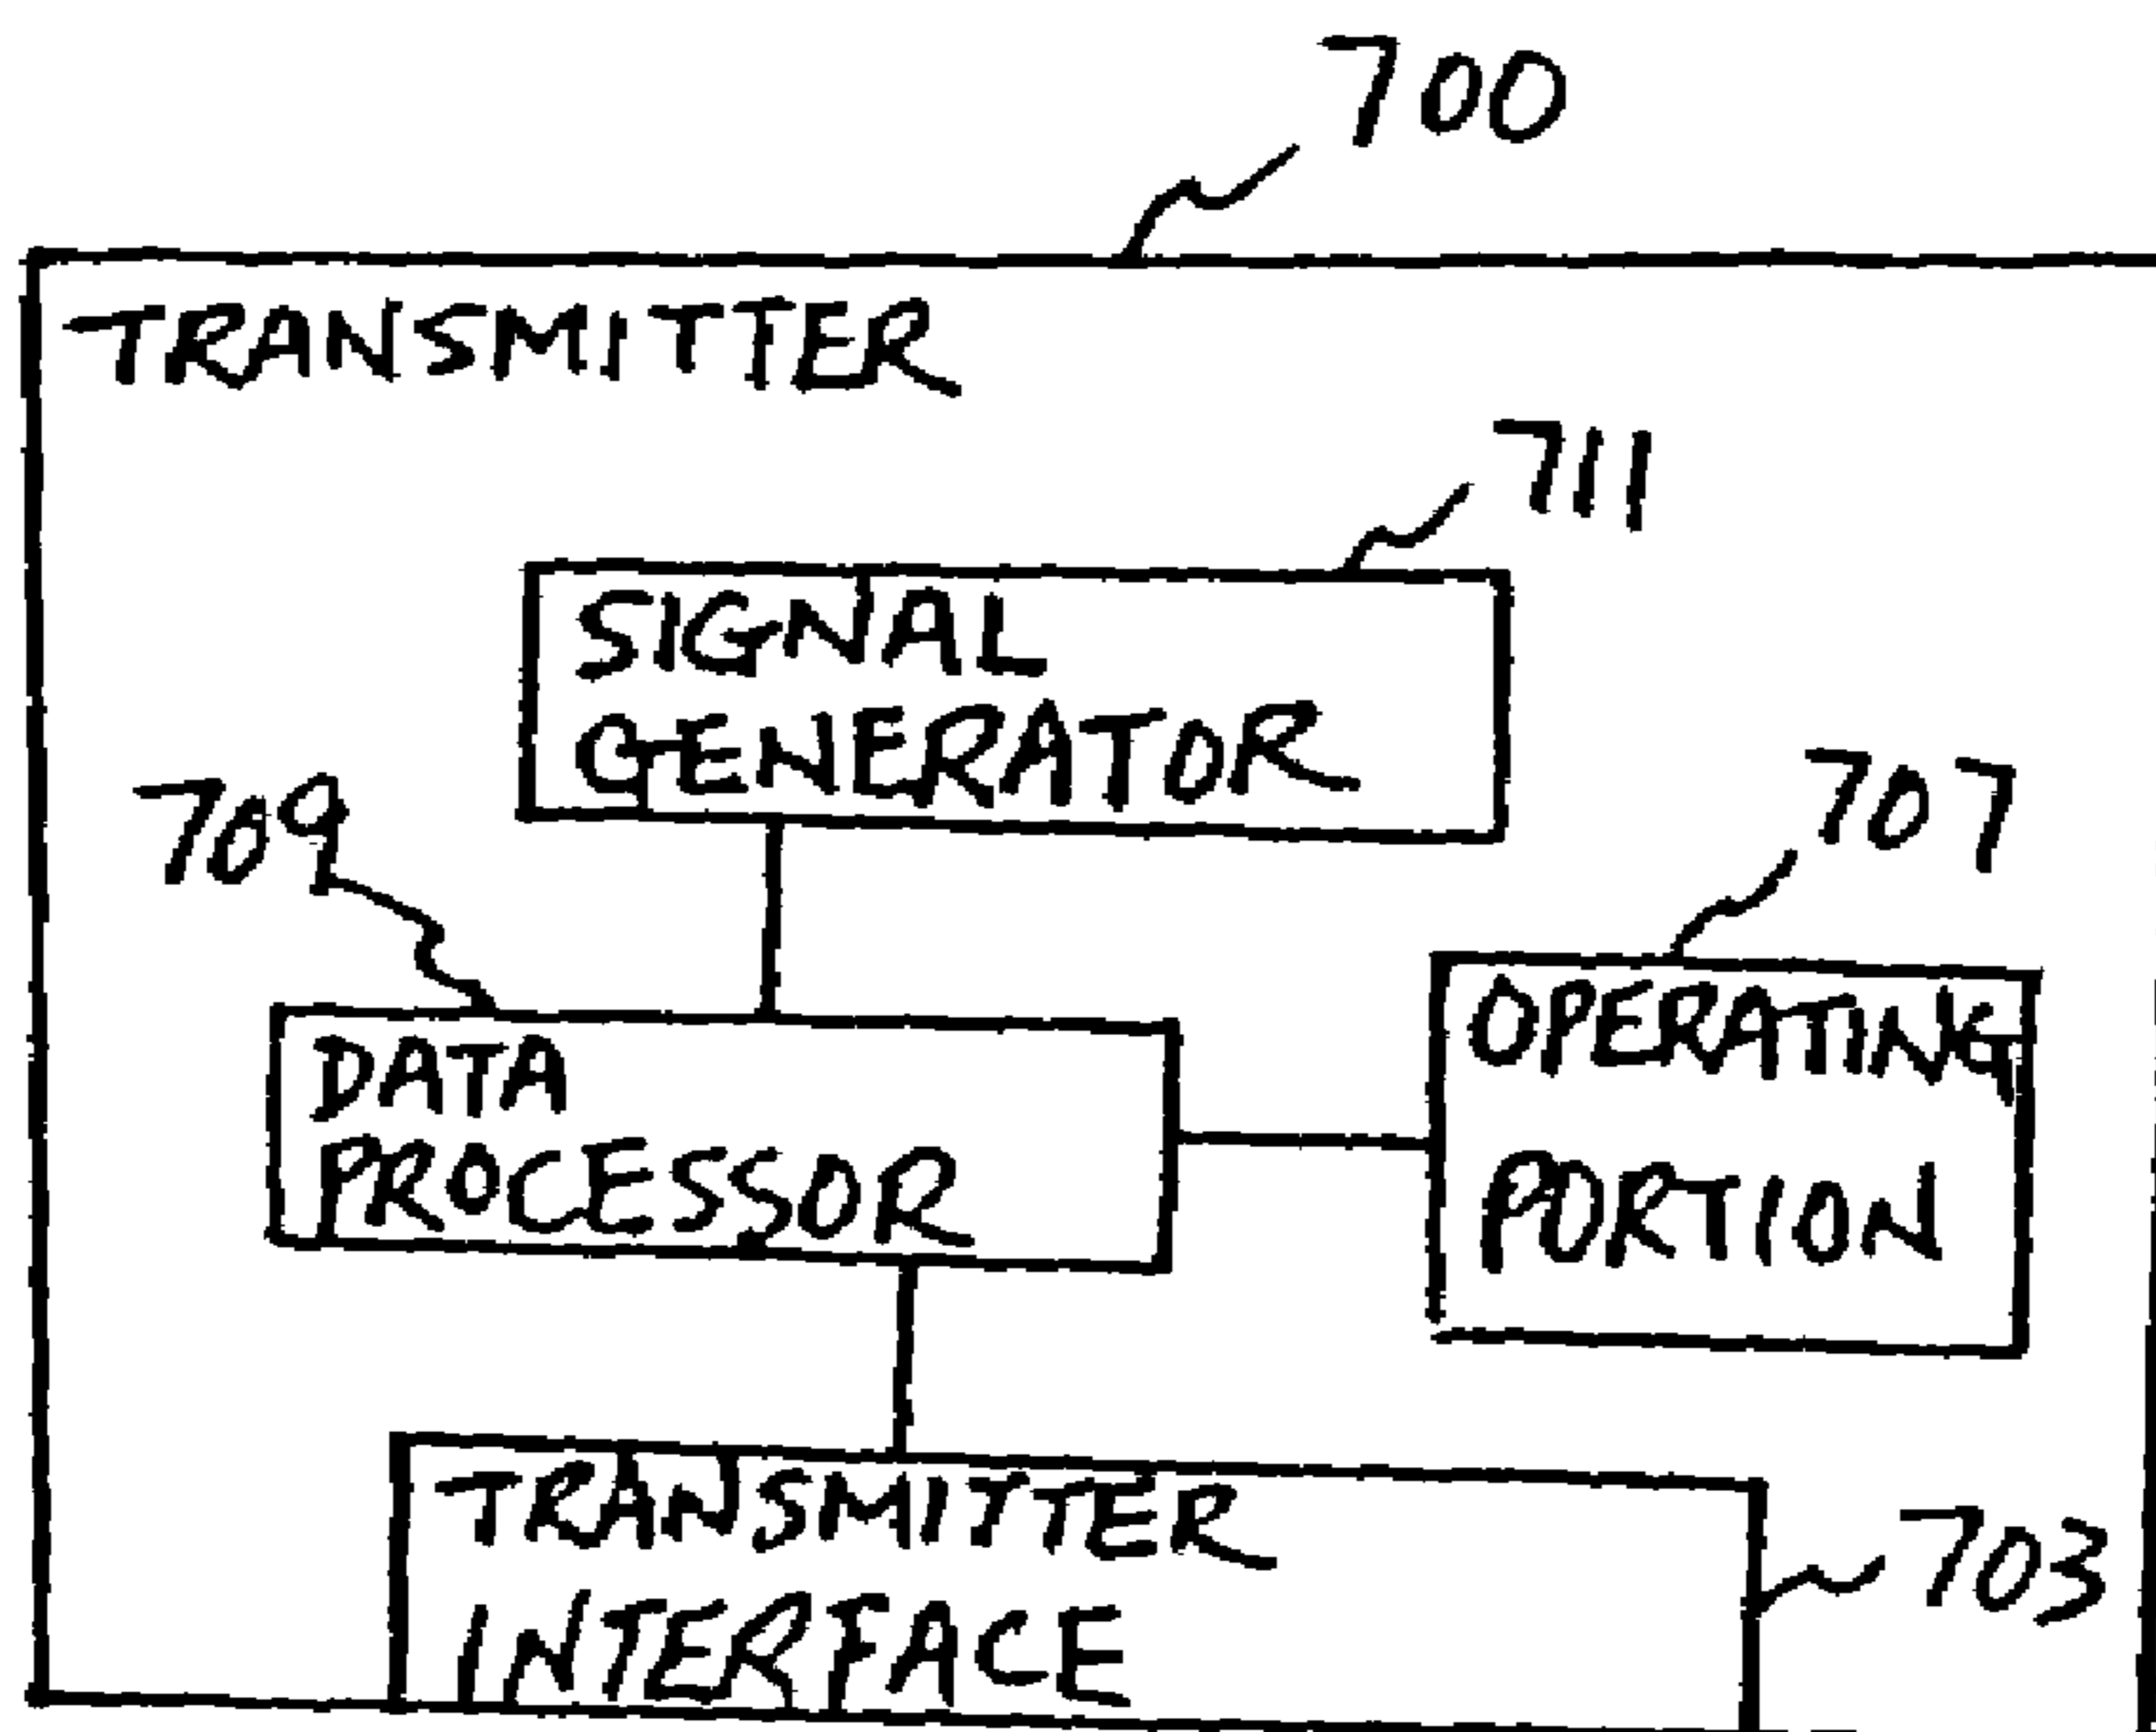 700
TRANSMITTER
711
SIGNAL
GENERATOR
709
707
DATA
PROCESSOR
OPERATING
PORTION
TRANSMITTER
INTERFACE
703